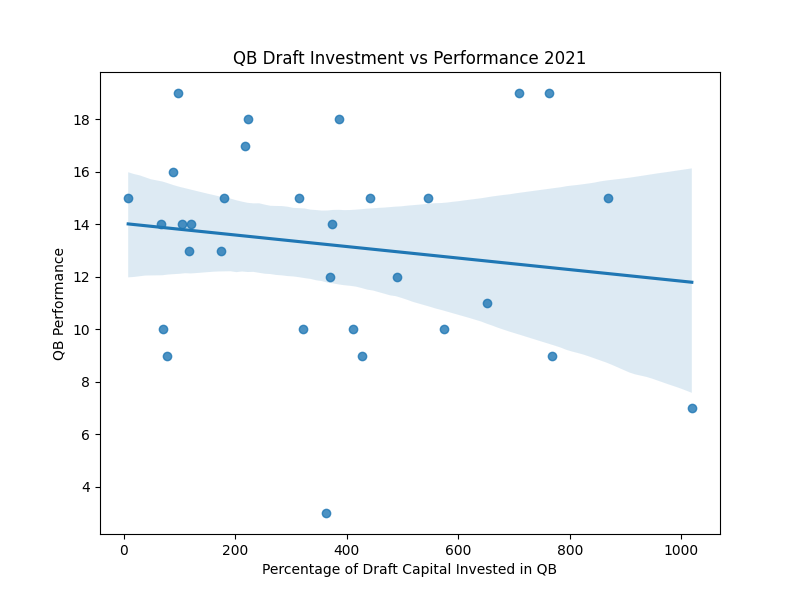 QB Draft Investment vs Performance 2021
18
16
14
12
10
8
6
4
QB Performance
0 200 400 600 800 1000
Percentage of Draft Capital Invested in QB